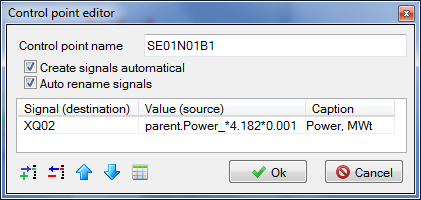 Control point editor
Control point name SE01N01B1
Create signals automatical
Auto rename signals
Signal (destination) Value (source) Caption
XQ02 parent.Power_*4.182*0.001 Power, MWt
Ok Cancel